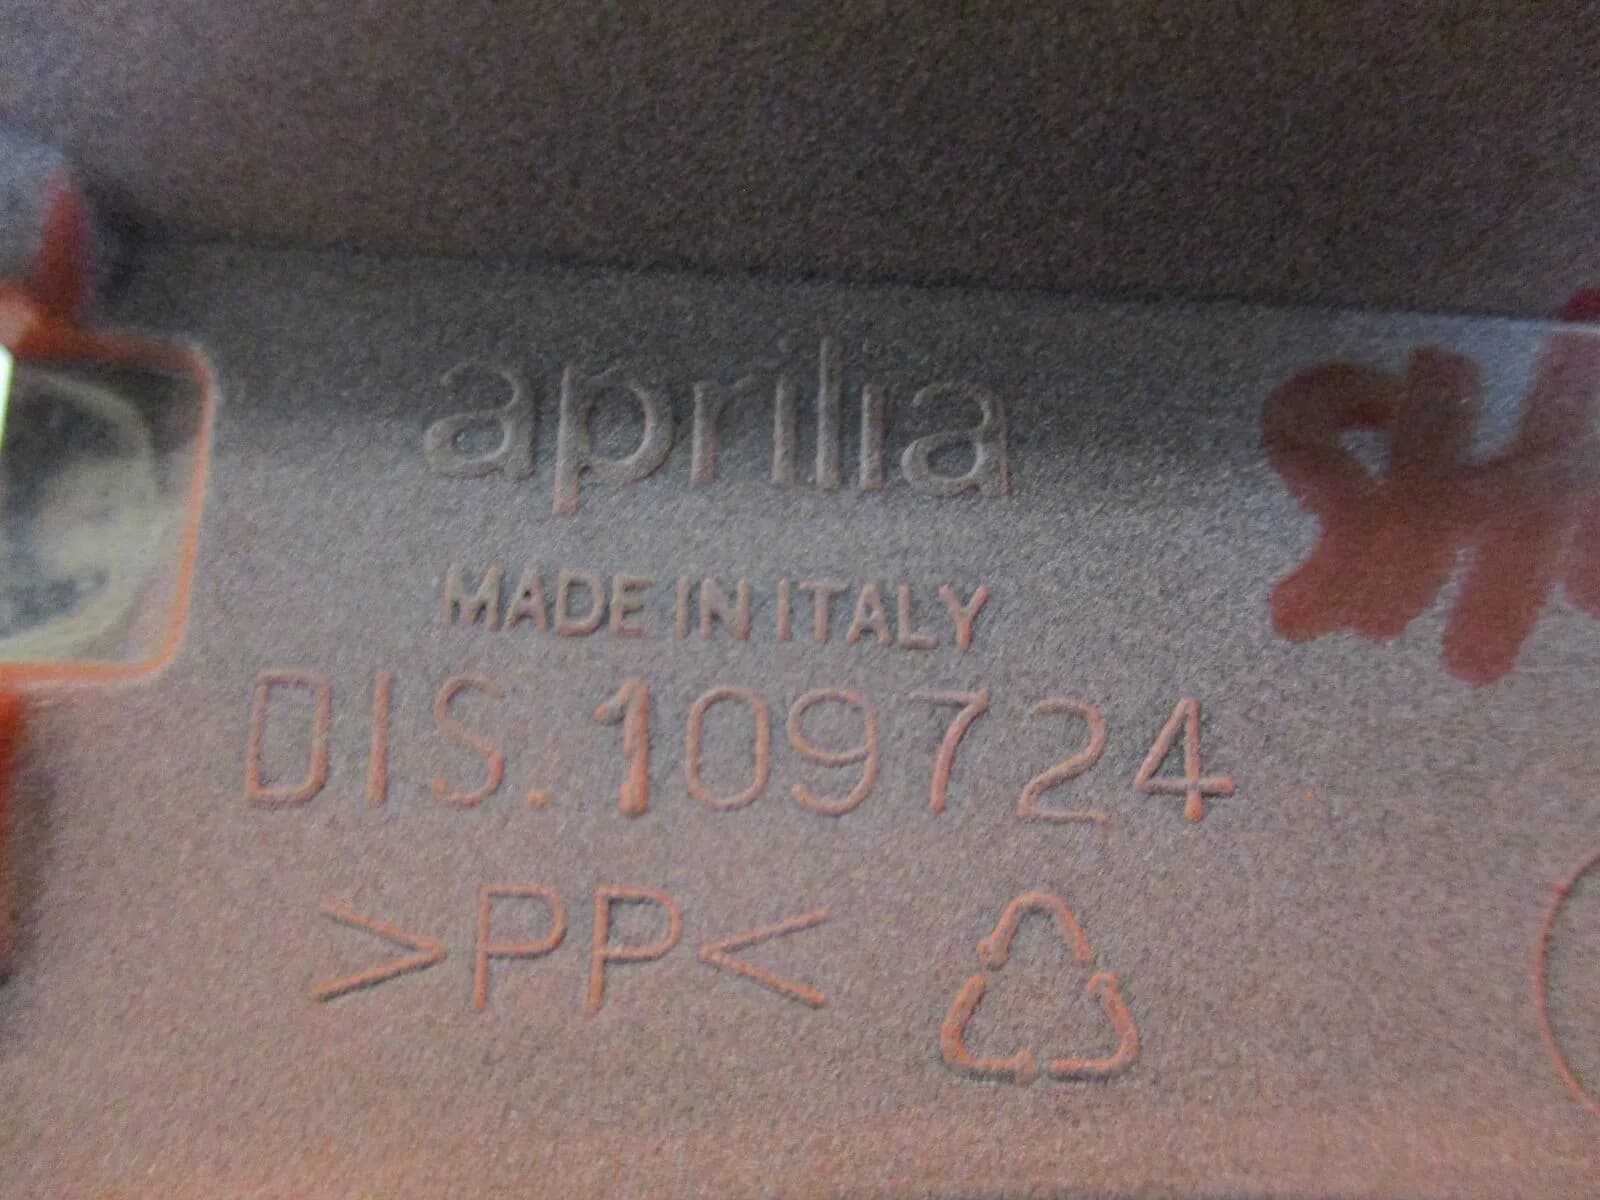 aprilia
MADE IN ITALY
DIS.109724
>PP<